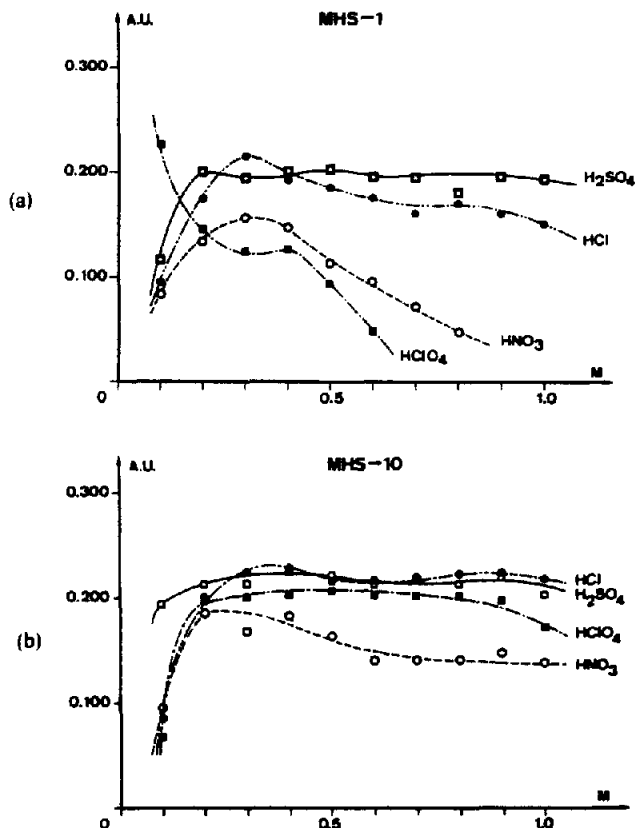 A.U.
MHS-1
0.300
0.200
0.100
0
0.5
1.0
M
(a)
H₂SO₄
HCl
HNO₃
HClO₄
A.U.
MHS-10
0.300
0.200
0.100
0
0.5
1.0
M
(b)
HCl
H₂SO₄
HClO₄
HNO₃